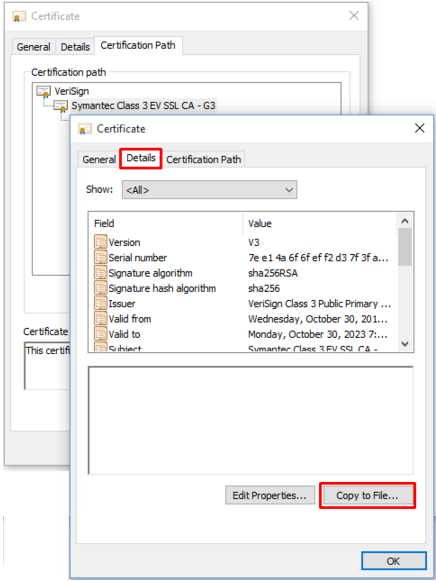 Certificate
General Details Certification Path
Certification path
VeriSign
Symantec Class 3 EV SSL CA - G3
Certificate
This certifi
Certificate
General Details Certification Path
Show: <All>
Field Value
Version V3
Serial number 7e e1 4a 6f 6f ef f2 d3 7f 3f a...
Signature algorithm sha256RSA
Signature hash algorithm sha256
Issuer VeriSign Class 3 Public Primary ...
Valid from Wednesday, October 30, 201...
Valid to Monday, October 30, 2023 7:...
Subject Symantec Class 3 EV SSL CA -
Edit Properties... Copy to File...
OK